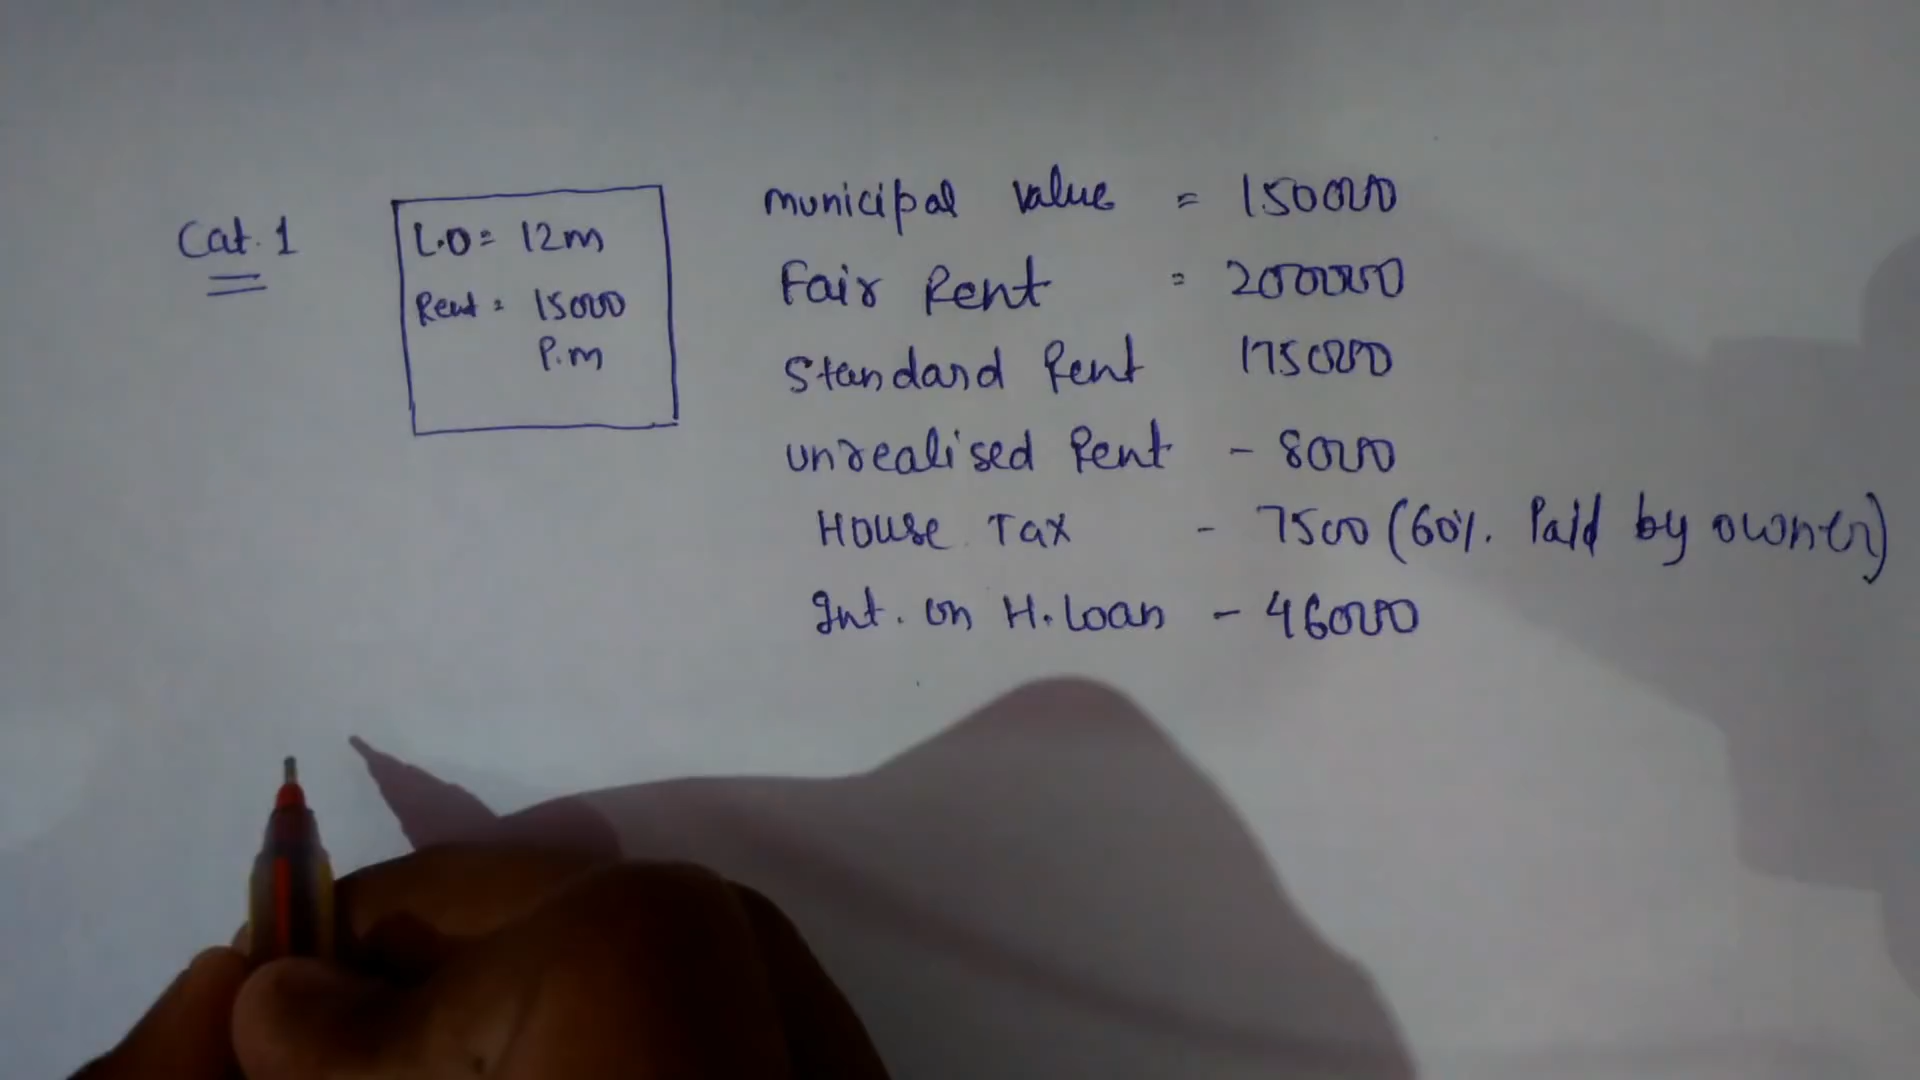 Cat. 1
L.O = 12m
Rent = 15000
P.m
municipal value = 150000
Fair Rent = 200000
Standard Rent 175000
unrealised Rent - 8000
House Tax - 7500 (60%. Paid by owner)
Int. on H. Loan - 46000